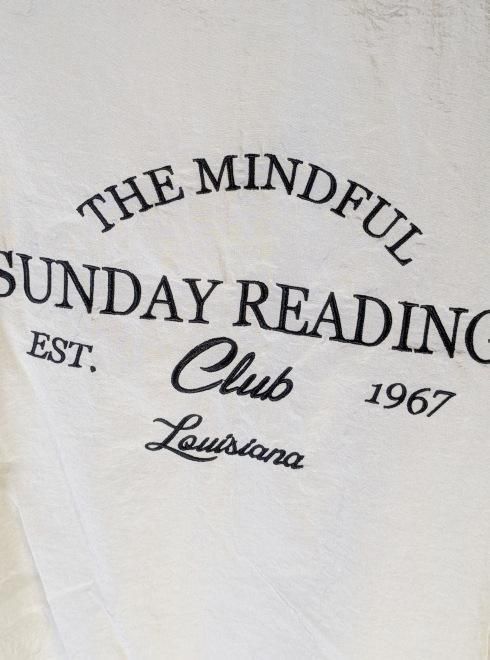 THE MINDFUL
SUNDAY READING
EST. Club 1967
Louisiana